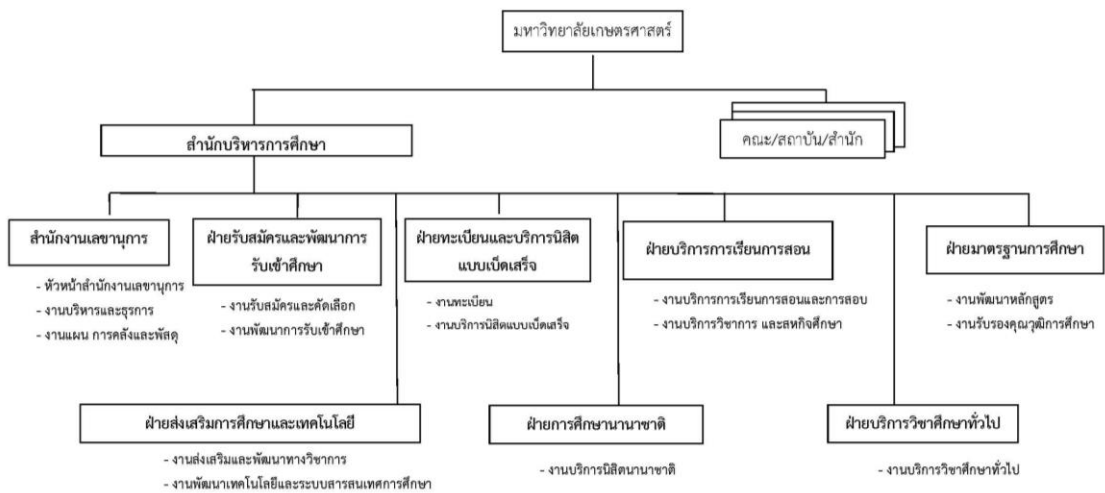 มหาวิทยาลัยเกษตรศาสตร์
สำนักบริหารการศึกษา
คณะ/สถาบัน/สำนัก
สำนักงานเลขานุการ
- หัวหน้าสำนักงานเลขานุการ
- งานบริหารและธุรการ
- งานแผน การคลังและพัสดุ
ฝ่ายรับสมัครและพัฒนาการ
รับเข้าศึกษา
- งานรับสมัครและคัดเลือก
- งานพัฒนาการรับเข้าศึกษา
ฝ่ายทะเบียนและบริการนิสิต
แบบเบ็ดเสร็จ
- งานทะเบียน
- งานบริการนิสิตแบบเบ็ดเสร็จ
ฝ่ายบริการการเรียนการสอน
- งานบริการการเรียนการสอนและการสอบ
- งานบริการวิชาการ และสหกิจศึกษา
ฝ่ายมาตรฐานการศึกษา
- งานพัฒนาหลักสูตร
- งานรับรองคุณวุฒิการศึกษา
ฝ่ายส่งเสริมการศึกษาและเทคโนโลยี
- งานส่งเสริมและพัฒนาทางวิชาการ
- งานพัฒนาเทคโนโลยีและระบบสารสนเทศการศึกษา
ฝ่ายการศึกษานานาชาติ
- งานบริการนิสิตนานาชาติ
ฝ่ายบริการวิชาศึกษาทั่วไป
- งานบริการวิชาศึกษาทั่วไป